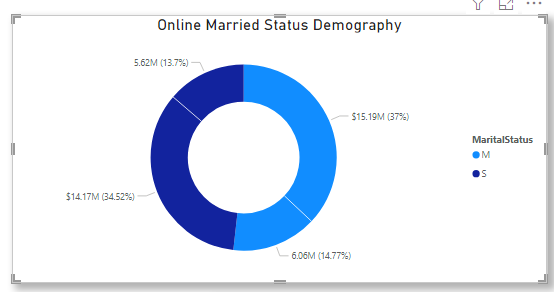 Online Married Status Demography
5.62M (13.7%)
$15.19M (37%)
MaritalStatus
M
S
$14.17M (34.52%)
6.06M (14.77%)